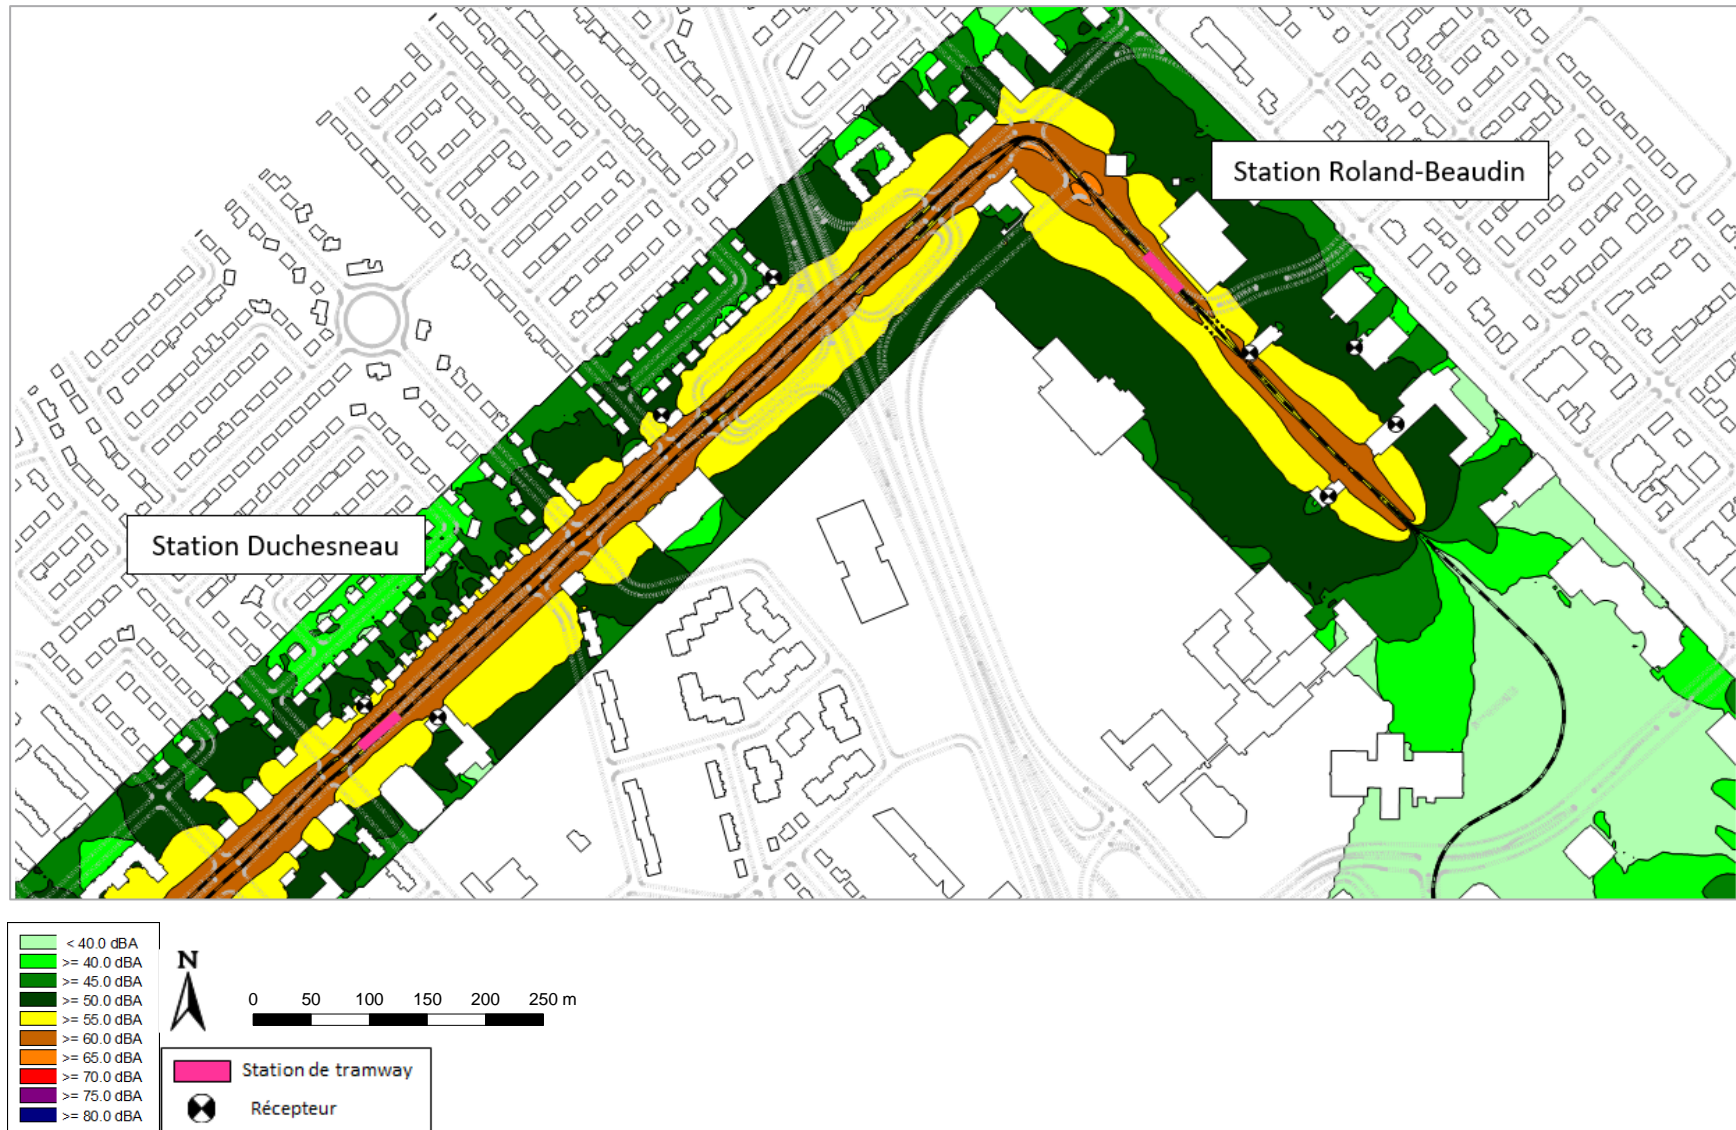 Station Roland-Beaudin
Station Duchesneau
< 40.0 dBA
>= 40.0 dBA
>= 45.0 dBA
>= 50.0 dBA
>= 55.0 dBA
>= 60.0 dBA
>= 65.0 dBA
>= 70.0 dBA
>= 75.0 dBA
>= 80.0 dBA
N
0 50 100 150 200 250 m
Station de tramway
Récepteur